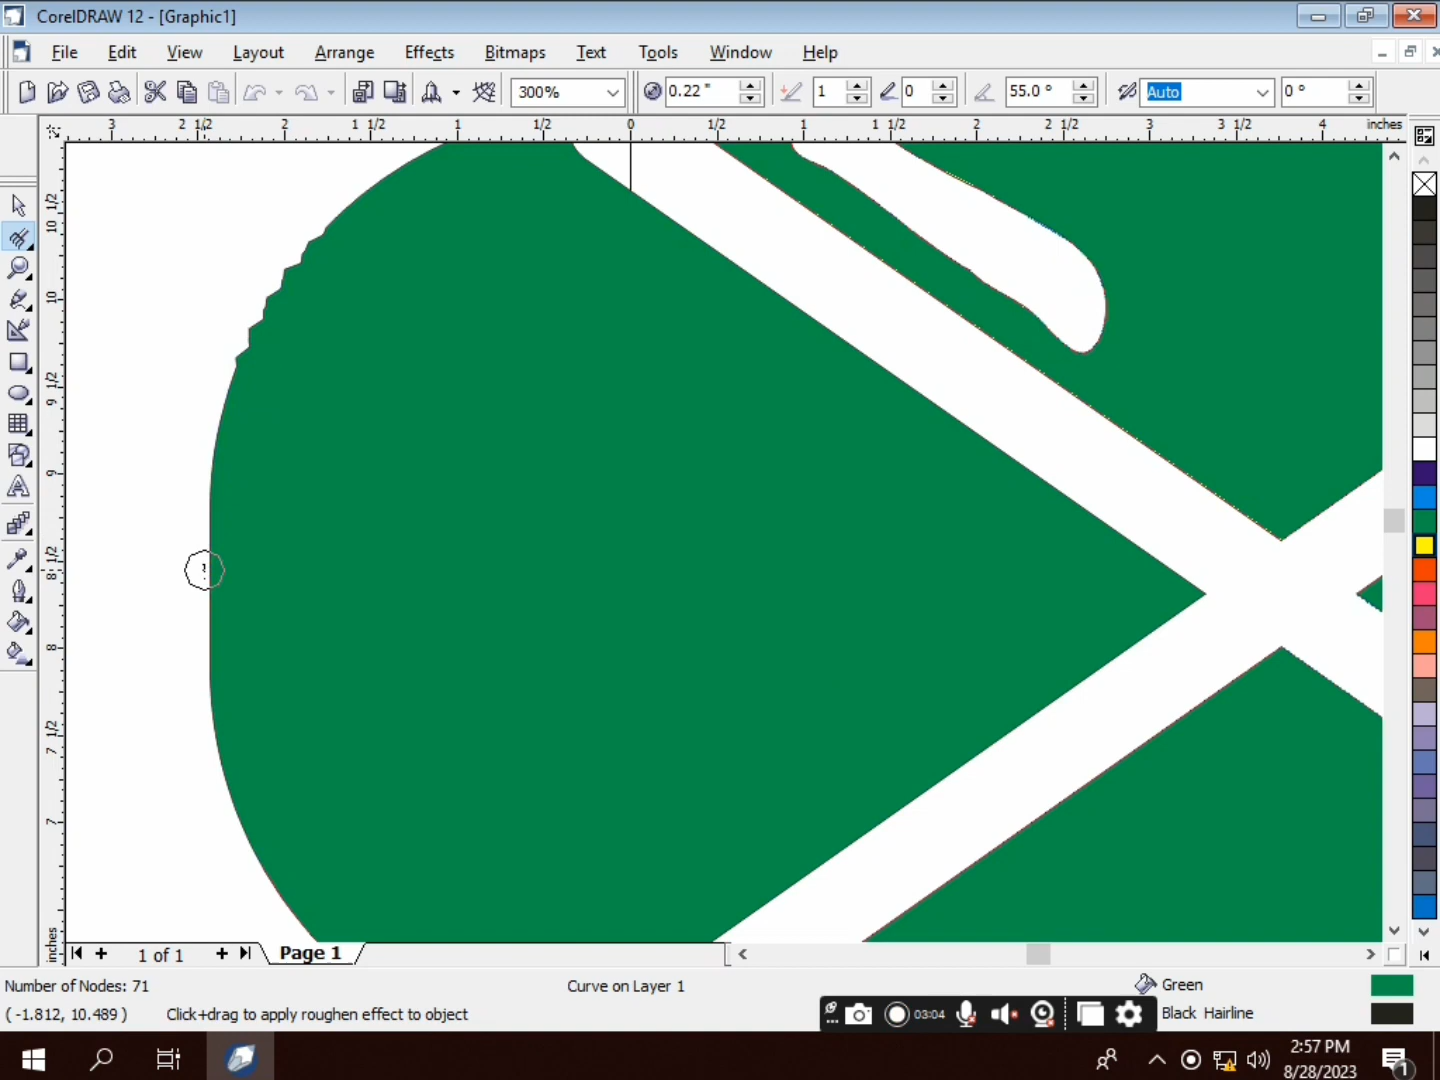 CorelDRAW 12 - [Graphic1]
File Edit View Layout Arrange Effects Bitmaps Text Tools Window Help
300% 0.22 " 1 0 55.0 ° Auto 0 °
3 2 1/2 2 1 1/2 1 1/2 0 1/2 1 1 1/2 2 2 1/2 3 3 1/2 4 inches
10 1/2
10
9 1/2
9
8 1/2
8
7 1/2
7
inches
1 of 1 Page 1
Number of Nodes: 71 Curve on Layer 1 Green
( -1.812, 10.489 ) Click+drag to apply roughen effect to object 03:04 Black Hairline
2:57 PM
8/28/2023
1